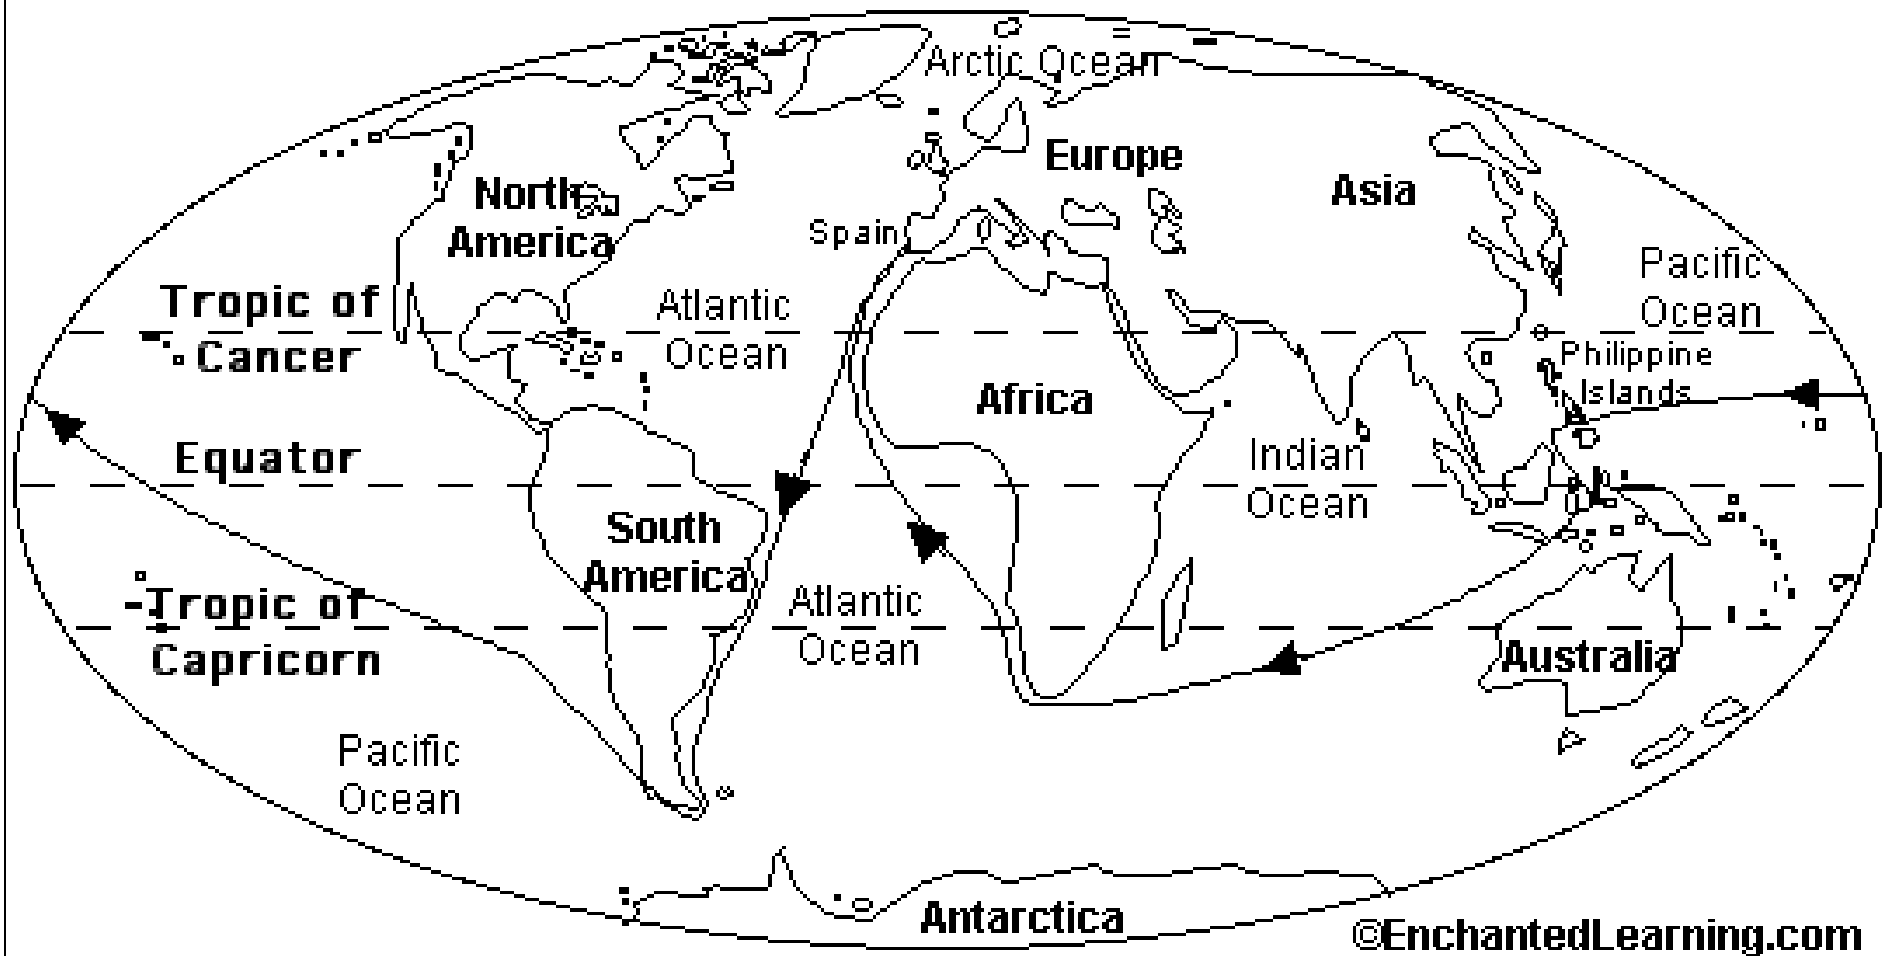 Arctic Ocean
Europe
Asia
North
America
Spain
Pacific
Ocean
Tropic of
Cancer
Atlantic
Ocean
Philippine
Islands
Africa
Equator
Indian
Ocean
South
America
Tropic of
Capricorn
Atlantic
Ocean
Australia
Pacific
Ocean
Antarctica
©EnchantedLearning.com